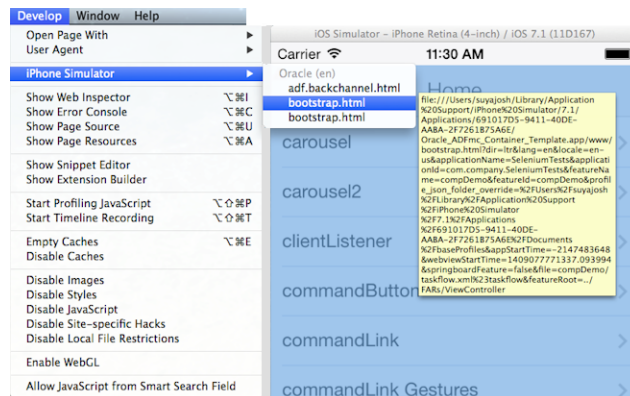 Develop Window Help
Open Page With
User Agent
iPhone Simulator
Show Web Inspector ⌥⌘I
Show Error Console ⌥⌘C
Show Page Source ⌥⌘U
Show Page Resources ⌥⌘A
Show Snippet Editor
Show Extension Builder
Start Profiling JavaScript ⌥⇧⌘P
Start Timeline Recording ⌥⇧⌘T
Empty Caches ⌥⌘E
Disable Caches
Disable Images
Disable Styles
Disable JavaScript
Disable Site-specific Hacks
Disable Local File Restrictions
Enable WebGL
Allow JavaScript from Smart Search Field
iOS Simulator – iPhone Retina (4-inch) / iOS 7.1 (11D167)
Carrier 11:30 AM
Oracle (en)
adf.backchannel.html
bootstrap.html
bootstrap.html
Home
carousel
carousel2
clientListener
commandButton
commandLink
commandLink Gestures
file:///Users/suyajosh/Library/Application
%20Support/iPhone%20Simulator/7.1/
Applications/691017D5-9411-40DE-
AABA-2F7261B75A6E/
Oracle_ADFmc_Container_Template.app/www/
bootstrap.html?dir=ltr&lang=en&locale=en-
us&applicationName=SeleniumTests&applicati
onId=com.company.SeleniumTests&featureNa
me=compDemo&featureId=compDemo&profil
e_json_folder_override=%2FUsers%2Fsuyajosh
%2FLibrary%2FApplication%20Support
%2FiPhone%20Simulator
%2F7.1%2FApplications
%2F691017D5-9411-40DE-
AABA-2F7261B75A6E%2FDocuments
%2FbaseProfiles&appStartTime=-2147483648
&webviewStartTime=1409077771337.093994
&springboardFeature=false&file=compDemo/
taskflow.xml%23taskflow&featureRoot=../
FARs/ViewController